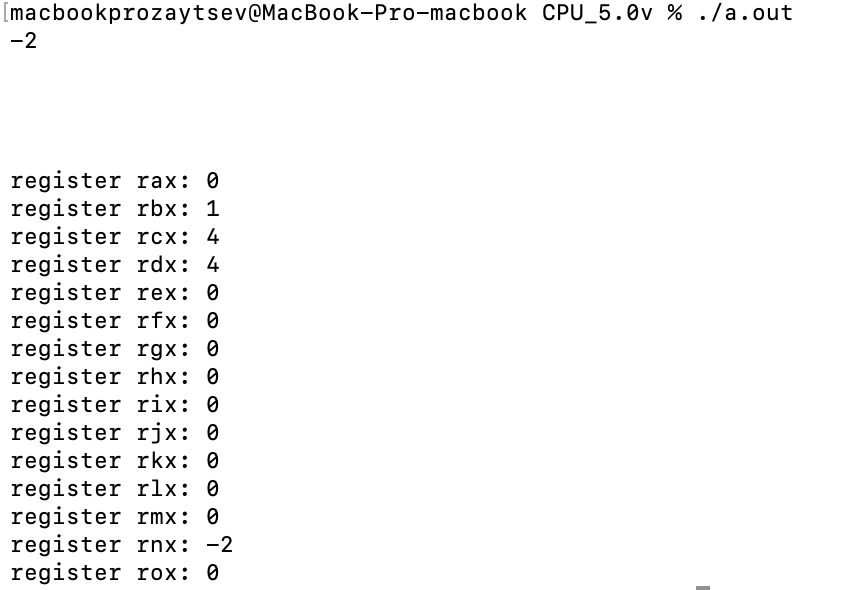 [macbookprozaytsev@MacBook-Pro-macbook CPU_5.0v % ./a.out
-2
register rax: 0
register rbx: 1
register rcx: 4
register rdx: 4
register rex: 0
register rfx: 0
register rgx: 0
register rhx: 0
register rix: 0
register rjx: 0
register rkx: 0
register rlx: 0
register rmx: 0
register rnx: -2
register rox: 0